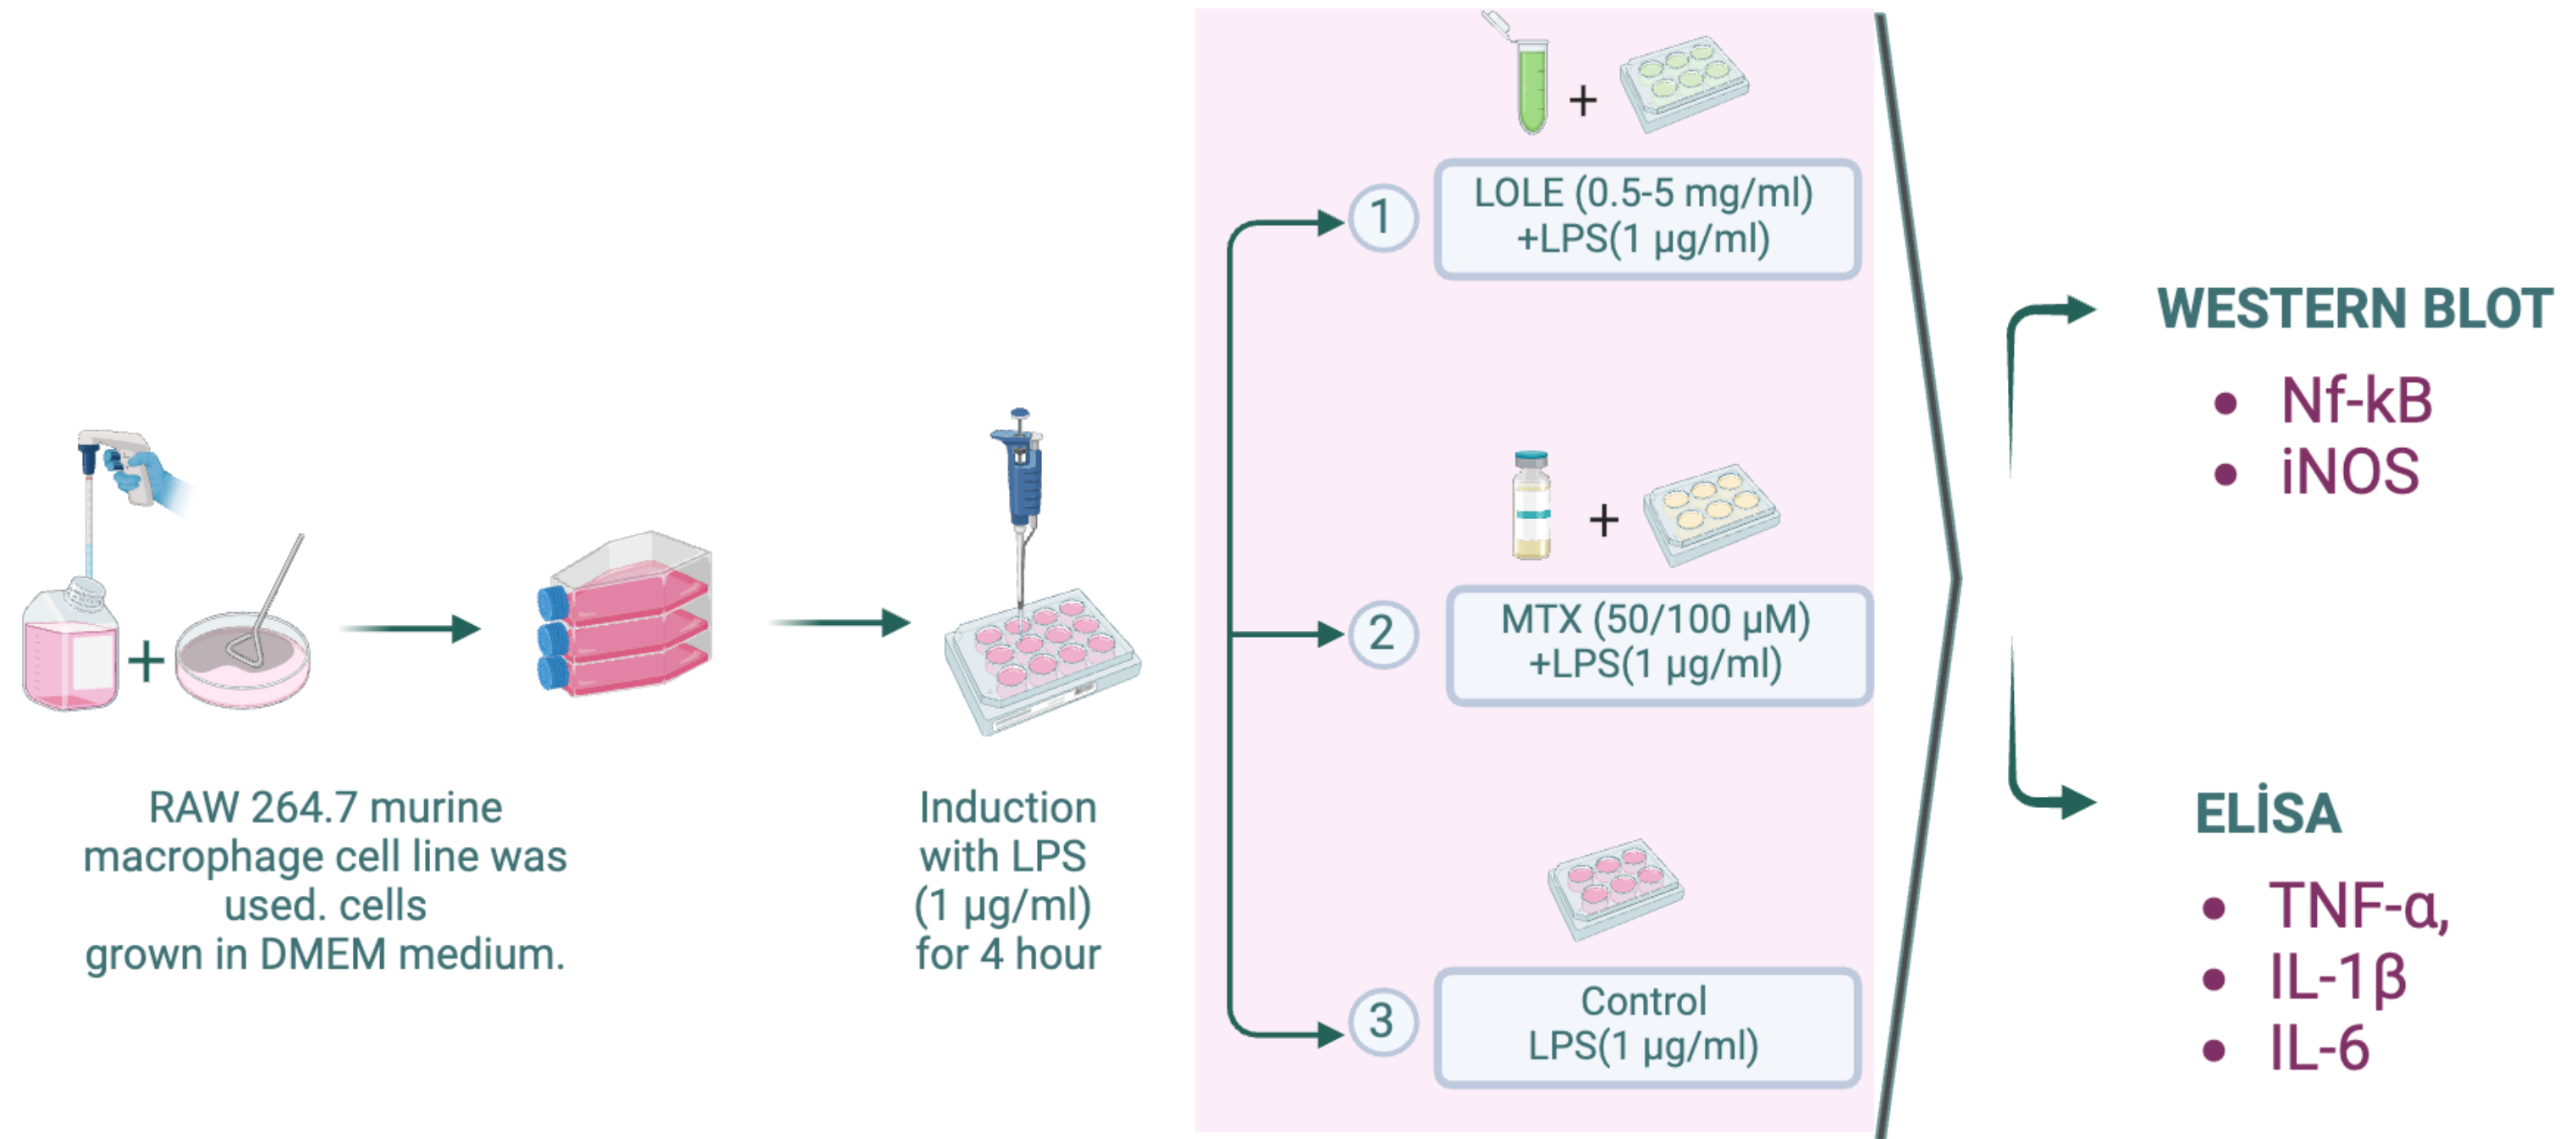 RAW 264.7 murine
macrophage cell line was
used. cells
grown in DMEM medium.
Induction
with LPS
(1 μg/ml)
for 4 hour
1
LOLE (0.5-5 mg/ml)
+LPS(1 μg/ml)
2
MTX (50/100 μM)
+LPS(1 μg/ml)
3
Control
LPS(1 μg/ml)
WESTERN BLOT
• Nf-kB
• iNOS
ELİSA
• TNF-α,
• IL-1β
• IL-6